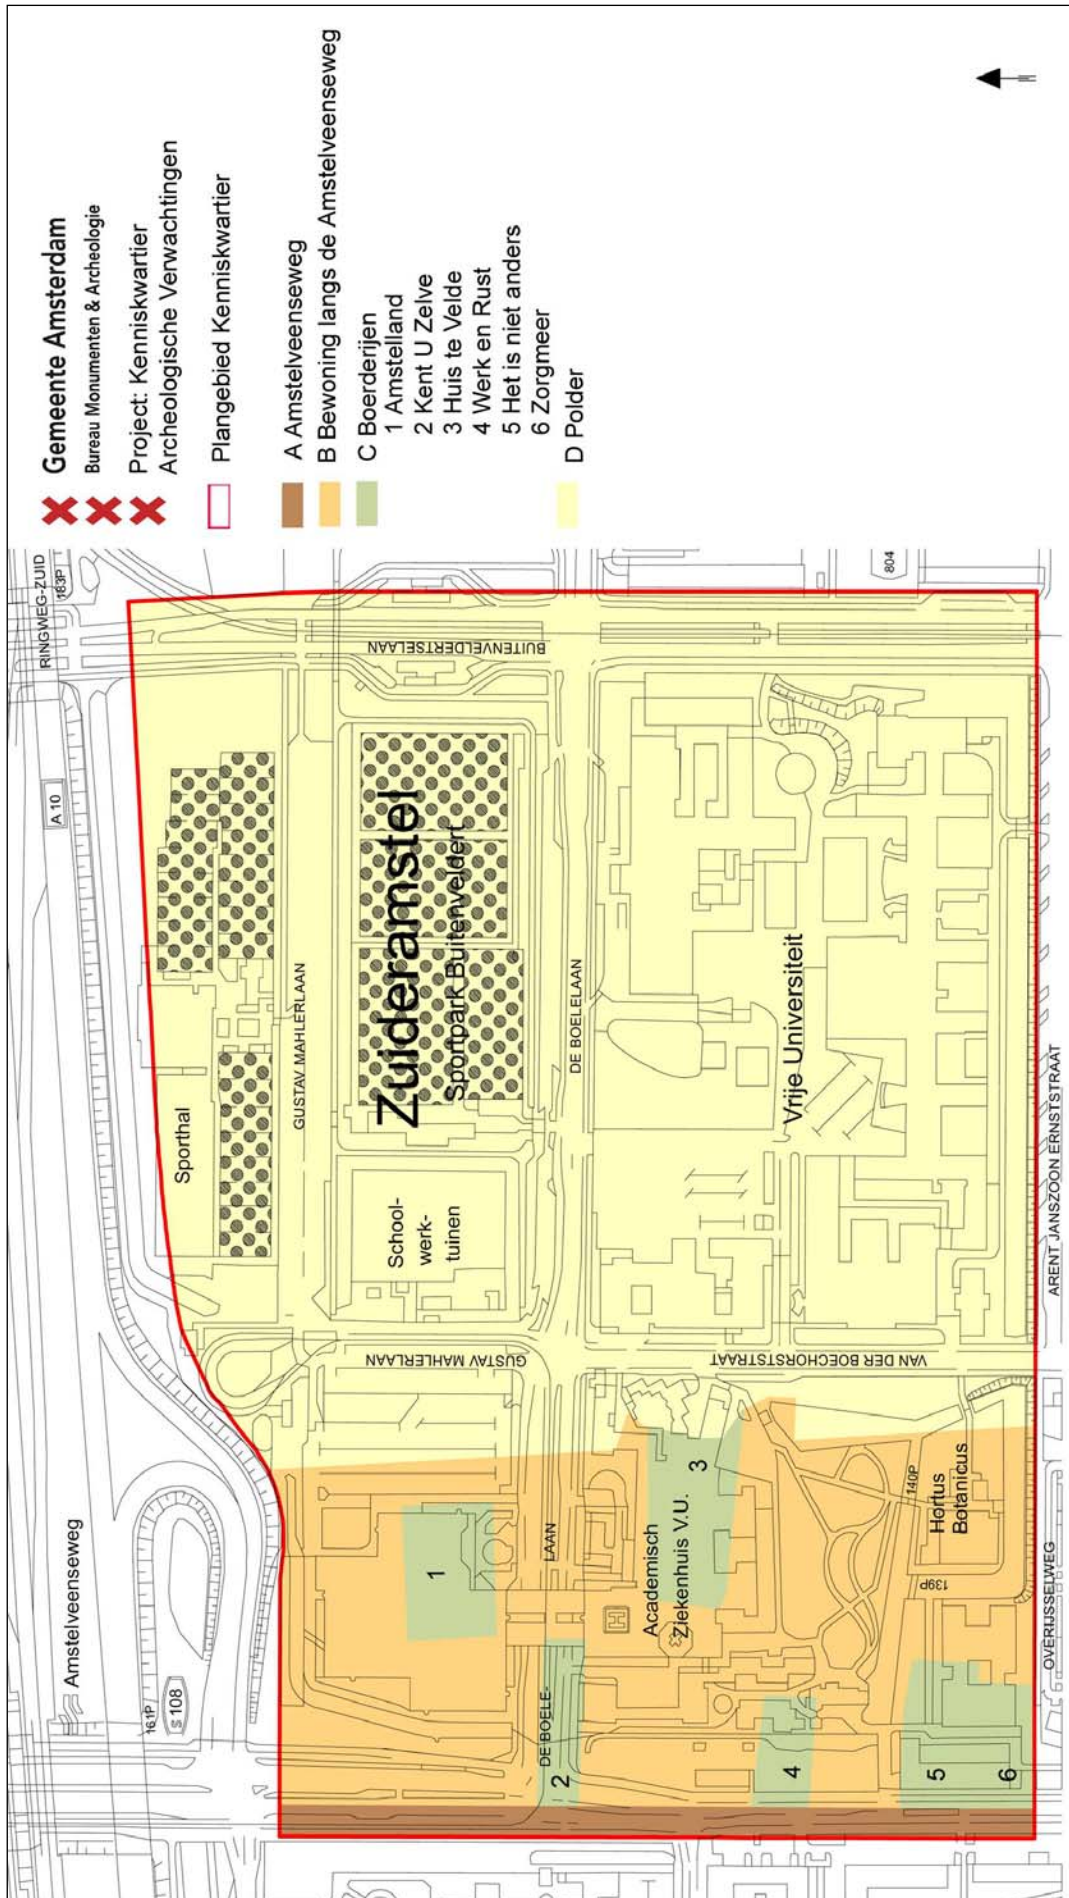 Gemeente Amsterdam
Bureau Monumenten & Archeologie
Project: Kenniskwartier
Archeologische Verwachtingen
Plangebied Kenniskwartier
A Amstelveenseweg
B Bewoning langs de Amstelveenseweg
C Boerderijen
1 Amstelland
2 Kent U Zelve
3 Huis te Velde
4 Werk en Rust
5 Het is niet anders
6 Zorgmeer
D Polder
N
Amstelveenseweg
161P
S 108
A 10
RINGWEG-ZUID
183P
Sporthal
GUSTAV MAHLERLAAN
Zuideramstel
Sportpark Buitenveldert
School-
werk-
tuinen
BUITENVELDERTSELAAN
GUSTAV MAHLERLAAN
1
DE BOELE-
LAAN
DE BOELELAAN
2
Academisch
Ziekenhuis V.U.
H
3
VAN DER BOECHORSTSTRAAT
Vrije Universiteit
4
804
140P
139P
Hortus
Botanicus
5
6
OVERIJSSELWEG
ARENT JANSZOON ERNSTSTRAAT